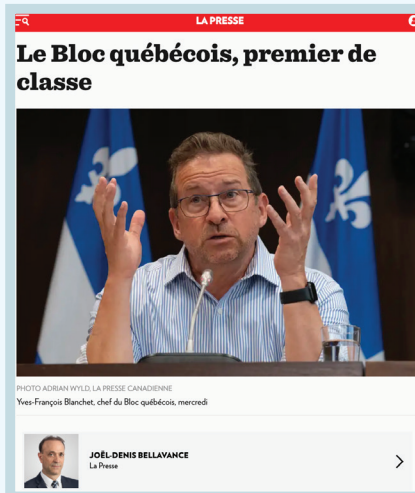 LA PRESSE
Le Bloc québécois, premier de
classe
PHOTO ADRIAN WYLD, LA PRESSE CANADIENNE
Yves-François Blanchet, chef du Bloc québécois, mercredi
JOËL-DENIS BELLAVANCE
La Presse